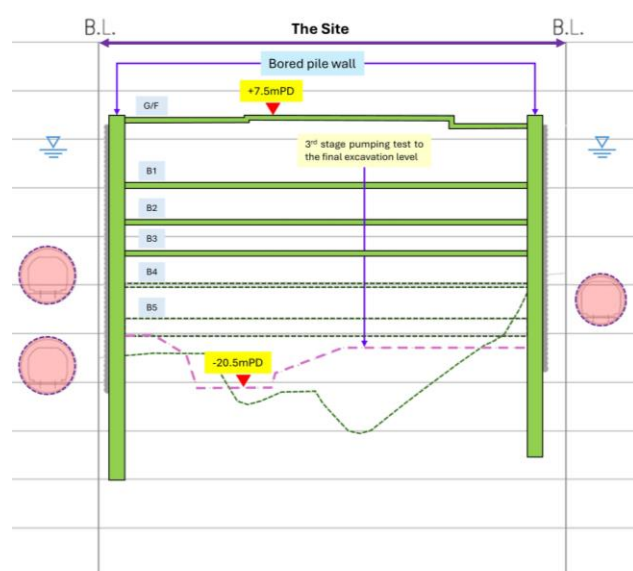 B.L.
B.L.
The Site
Bored pile wall
+7.5mPD
G/F
3rd stage pumping test to
the final excavation level
B1
B2
B3
B4
B5
-20.5mPD